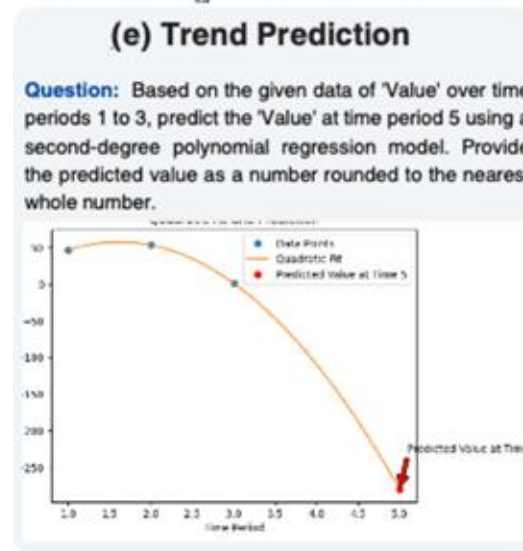 (e) Trend Prediction
Question: Based on the given data of 'Value' over time
periods 1 to 3, predict the 'Value' at time period 5 using a
second-degree polynomial regression model. Provide
the predicted value as a number rounded to the nearest
whole number.
Data Points
Quadratic Fit
Predicted Value at Time 5
50
0
-50
-100
-150
-200
-250
Predicted Value at Time
1.0 1.5 2.0 2.5 3.0 3.5 4.0 4.5 5.0
Time Period